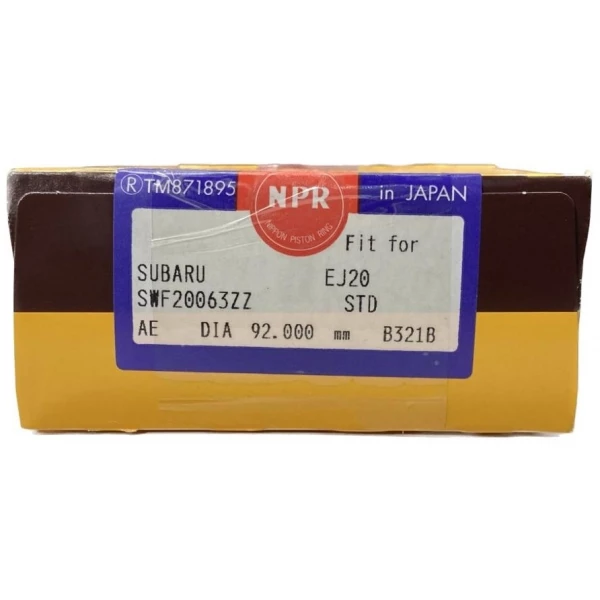 ®TM871895
NPR
NIPPON PISTON RING
in JAPAN
Fit for
SUBARU EJ20
SWF20063ZZ STD
AE DIA 92.000 mm B321B